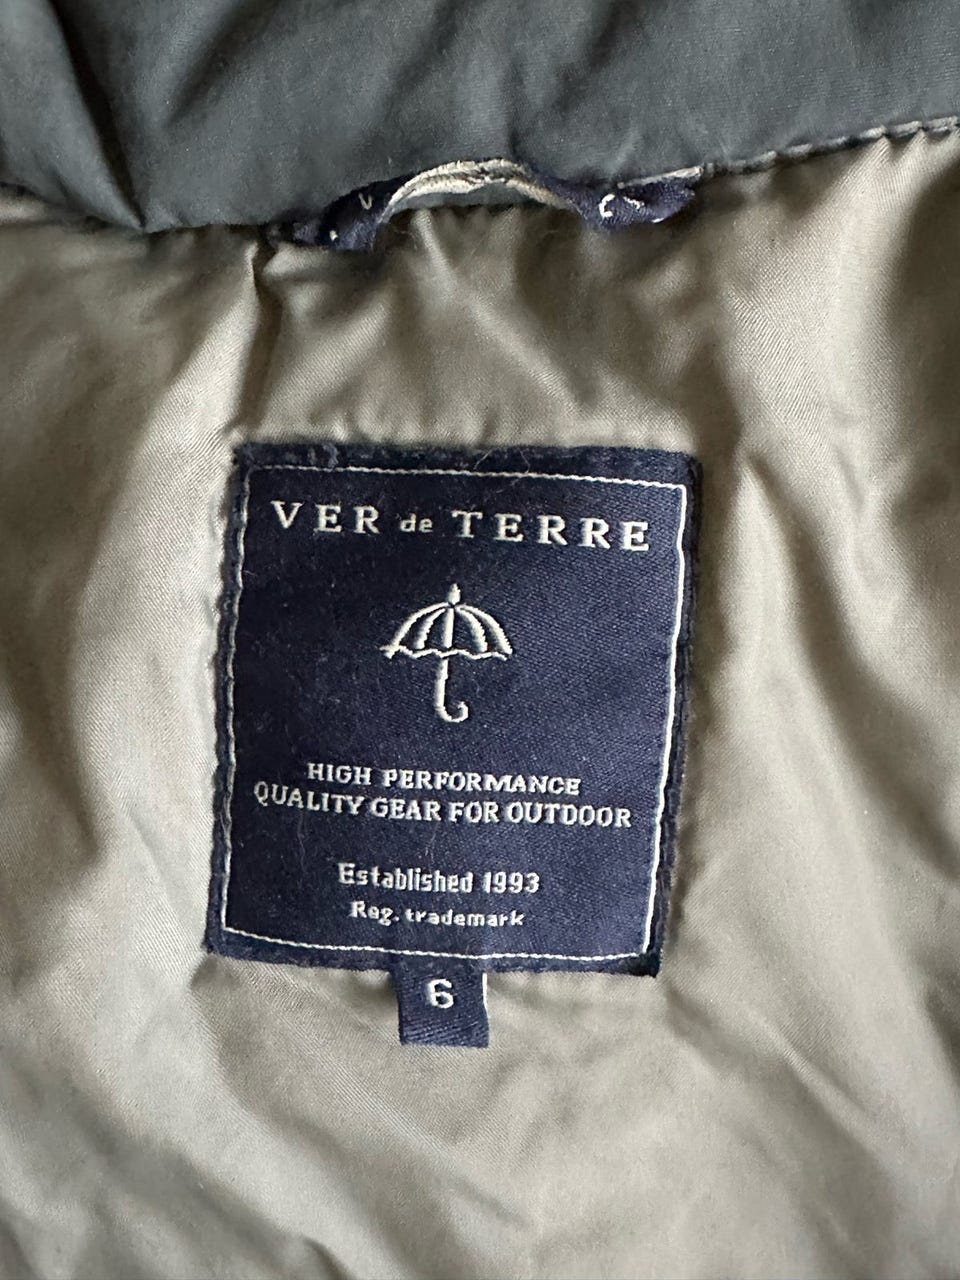 VER de TERRE
HIGH PERFORMANCE
QUALITY GEAR FOR OUTDOOR
Established 1993
Reg. trademark
6